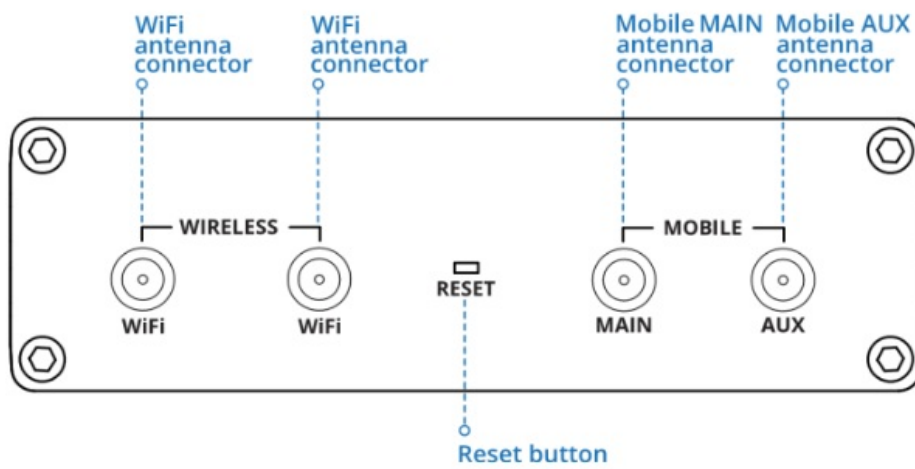 WiFi
antenna
connector
WiFi
antenna
connector
Mobile MAIN
antenna
connector
Mobile AUX
antenna
connector
WIRELESS
MOBILE
RESET
WiFi
WiFi
MAIN
AUX
Reset button